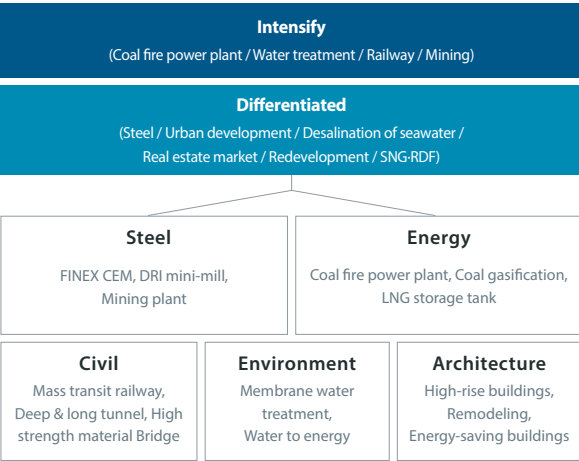 Intensify
(Coal fire power plant / Water treatment / Railway / Mining)
Differentiated
(Steel / Urban development / Desalination of seawater /
Real estate market / Redevelopment / SNG·RDF)
Steel
FINEX CEM, DRI mini-mill,
Mining plant
Energy
Coal fire power plant, Coal gasification,
LNG storage tank
Civil
Mass transit railway,
Deep & long tunnel, High
strength material Bridge
Environment
Membrane water
treatment,
Water to energy
Architecture
High-rise buildings,
Remodeling,
Energy-saving buildings